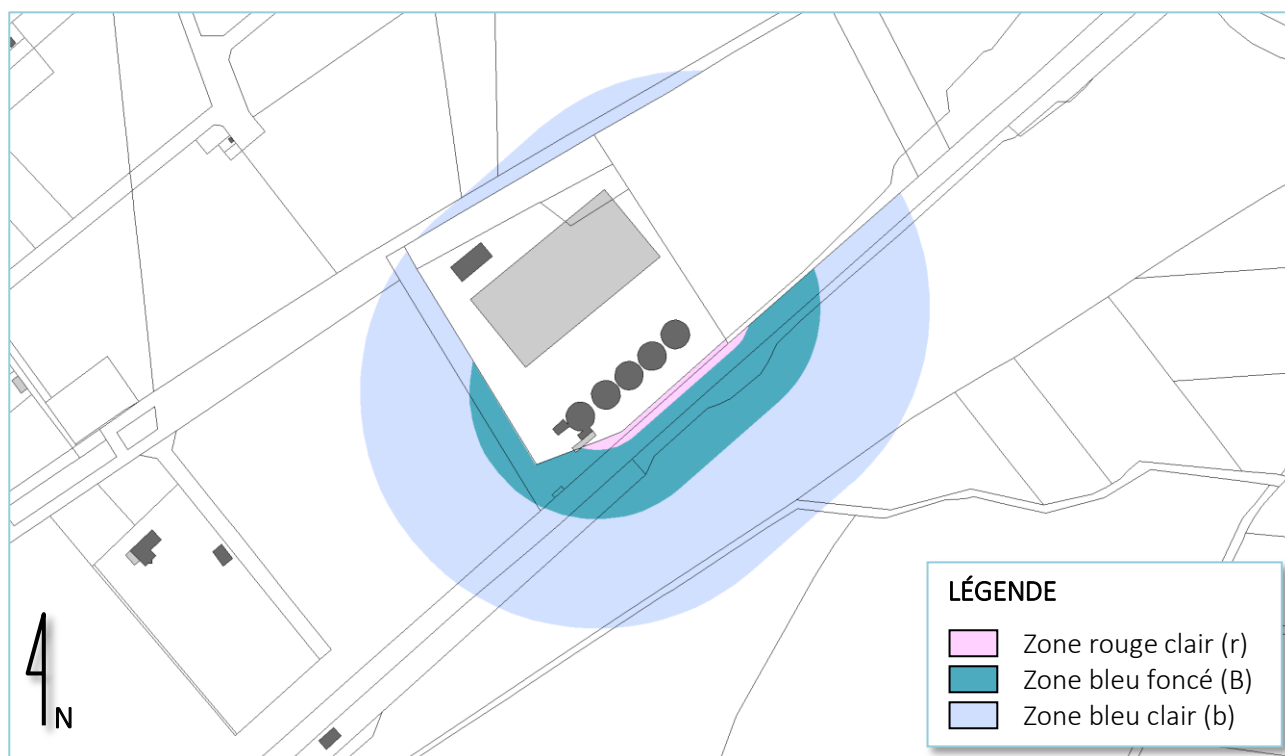 LÉGENDE
Zone rouge clair (r)
Zone bleu foncé (B)
Zone bleu clair (b)
N